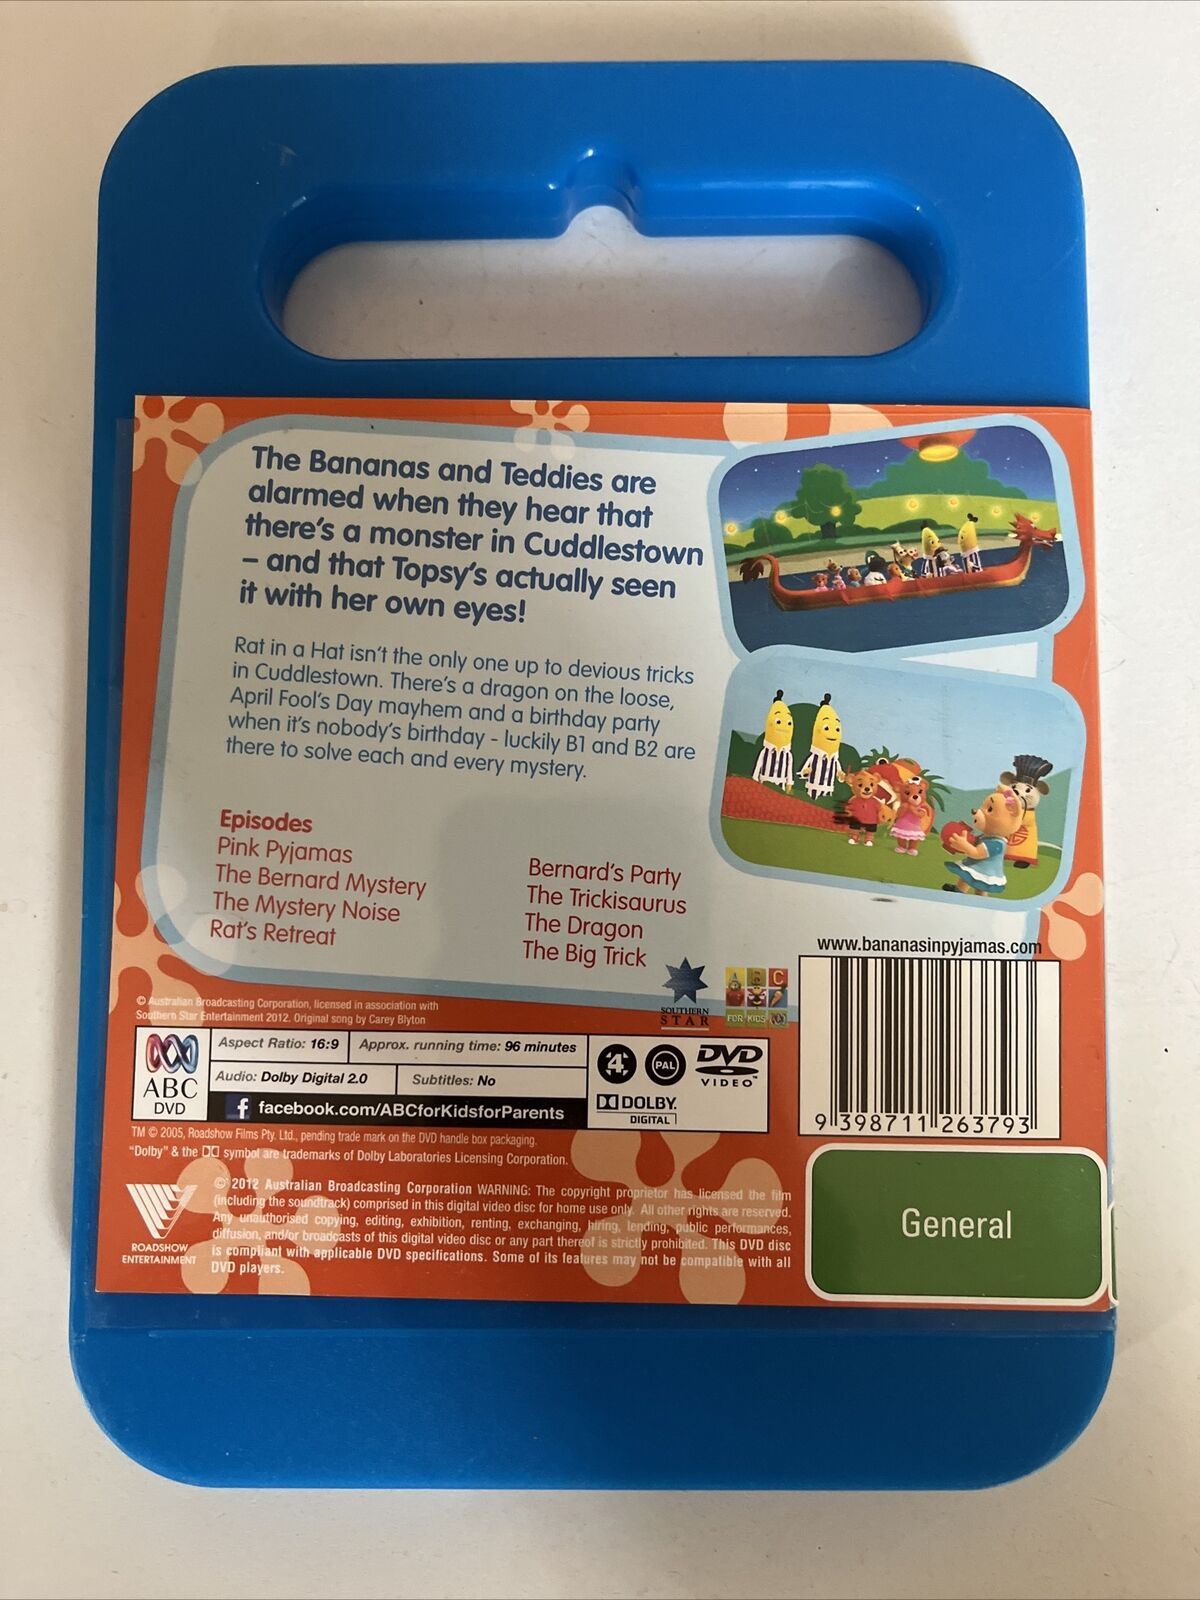 The Bananas and Teddies are
alarmed when they hear that
there's a monster in Cuddlestown
– and that Topsy's actually seen
it with her own eyes!
Rat in a Hat isn't the only one up to devious tricks
in Cuddlestown. There's a dragon on the loose,
April Fool's Day mayhem and a birthday party
when it's nobody's birthday - luckily B1 and B2 are
there to solve each and every mystery.
Episodes
Pink Pyjamas
The Bernard Mystery
The Mystery Noise
Rat's Retreat
Bernard's Party
The Trickisaurus
The Dragon
The Big Trick
www.bananasinpyjamas.com
SOUTHERN
STAR
ABC
FOR KIDS
© Australian Broadcasting Corporation, licensed in association with
Southern Star Entertainment 2012. Original song by Carey Blyton
ABC
DVD
Aspect Ratio: 16:9
Approx. running time: 96 minutes
Audio: Dolby Digital 2.0
Subtitles: No
f facebook.com/ABCforKidsforParents
4
PAL
DVD
VIDEO™
DOLBY.
DIGITAL
9 398711 263793
TM © 2005, Roadshow Films Pty. Ltd., pending trade mark on the DVD handle box packaging.
"Dolby" & the symbol are trademarks of Dolby Laboratories Licensing Corporation.
ROADSHOW
ENTERTAINMENT
© 2012 Australian Broadcasting Corporation WARNING: The copyright proprietor has licensed the film
(including the soundtrack) comprised in this digital video disc for home use only. All other rights are reserved.
Any unauthorised copying, editing, exhibition, renting, exchanging, hiring, lending, public performances,
diffusion, and/or broadcasts of this digital video disc or any part thereof is strictly prohibited. This DVD disc
is compliant with applicable DVD specifications. Some of its features may not be compatible with all
DVD players.
General